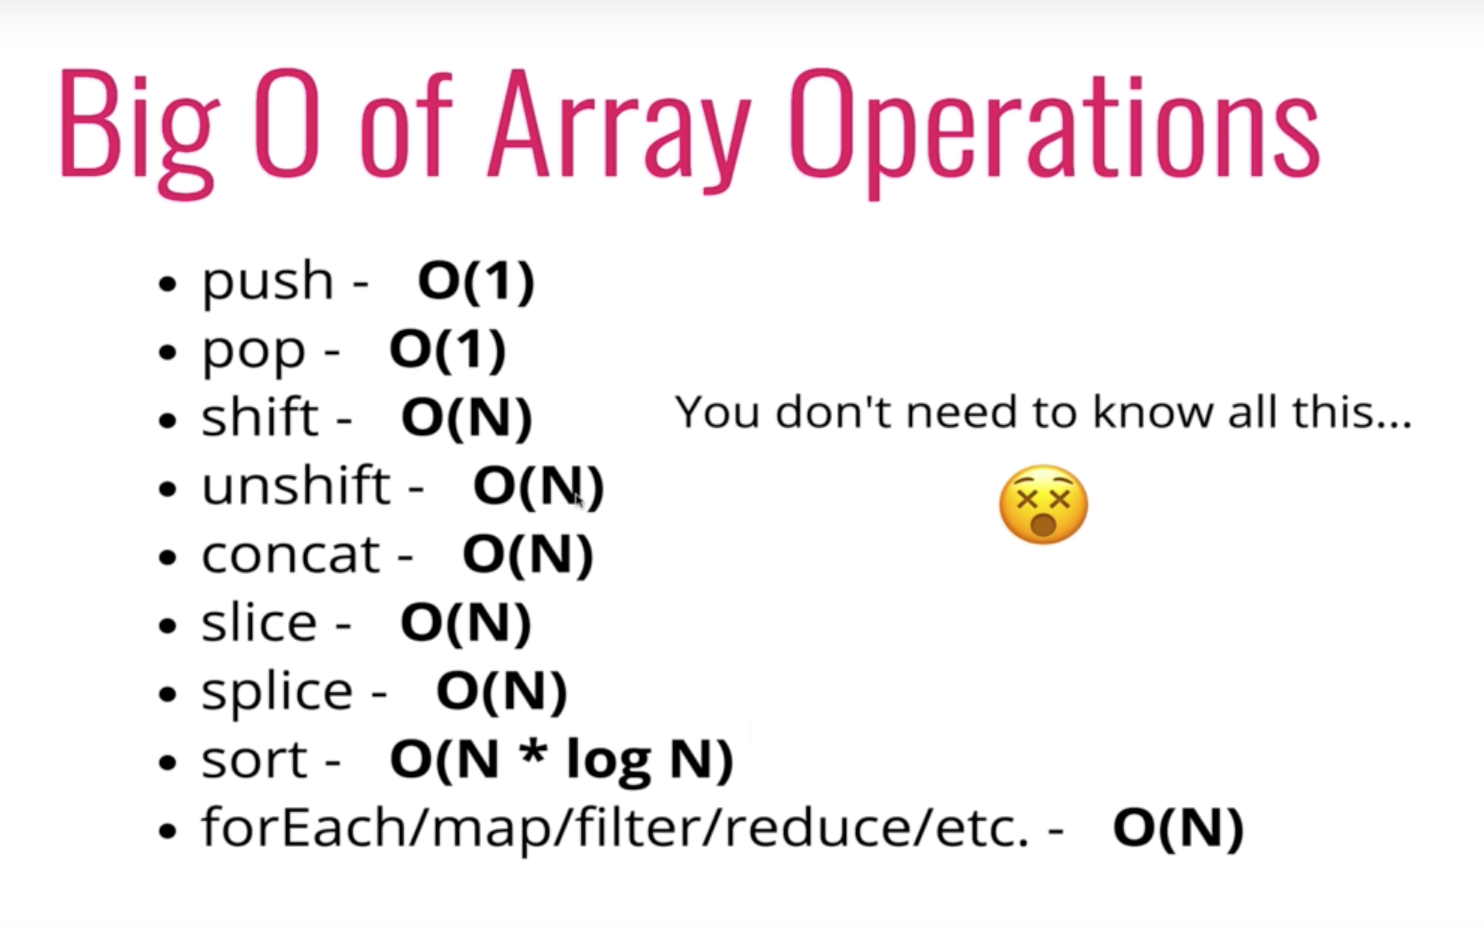 Big O of Array Operations
• push - O(1)
• pop - O(1)
• shift - O(N)
• unshift - O(N)
• concat - O(N)
• slice - O(N)
• splice - O(N)
• sort - O(N * log N)
• forEach/map/filter/reduce/etc. - O(N)
You don't need to know all this...